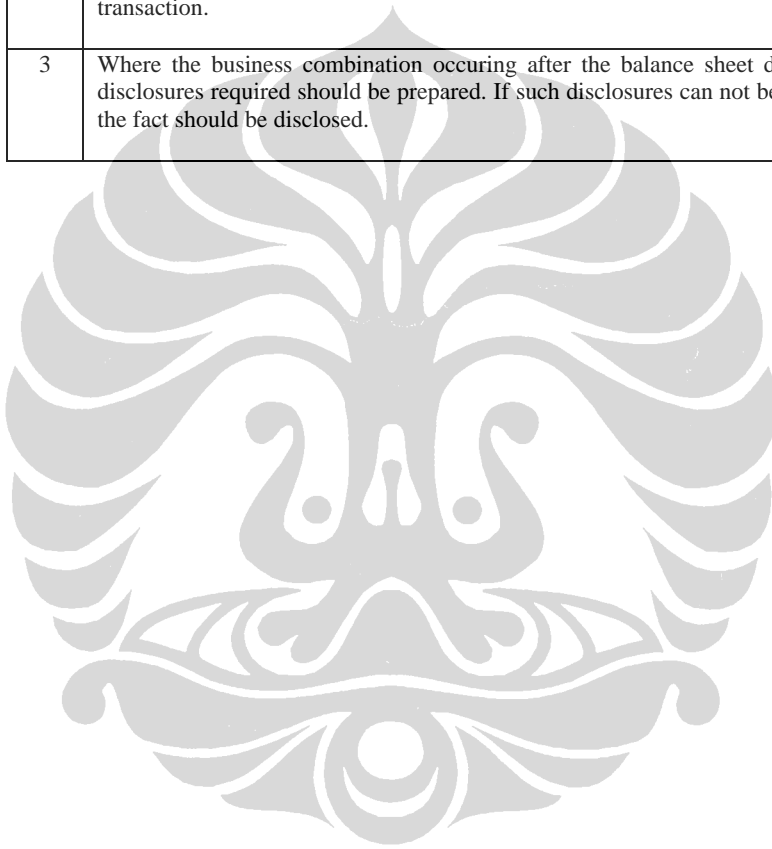 transaction.
3 Where the business combination occuring after the balance sheet
disclosures required should be prepared. If such disclosures can not
the fact should be disclosed.